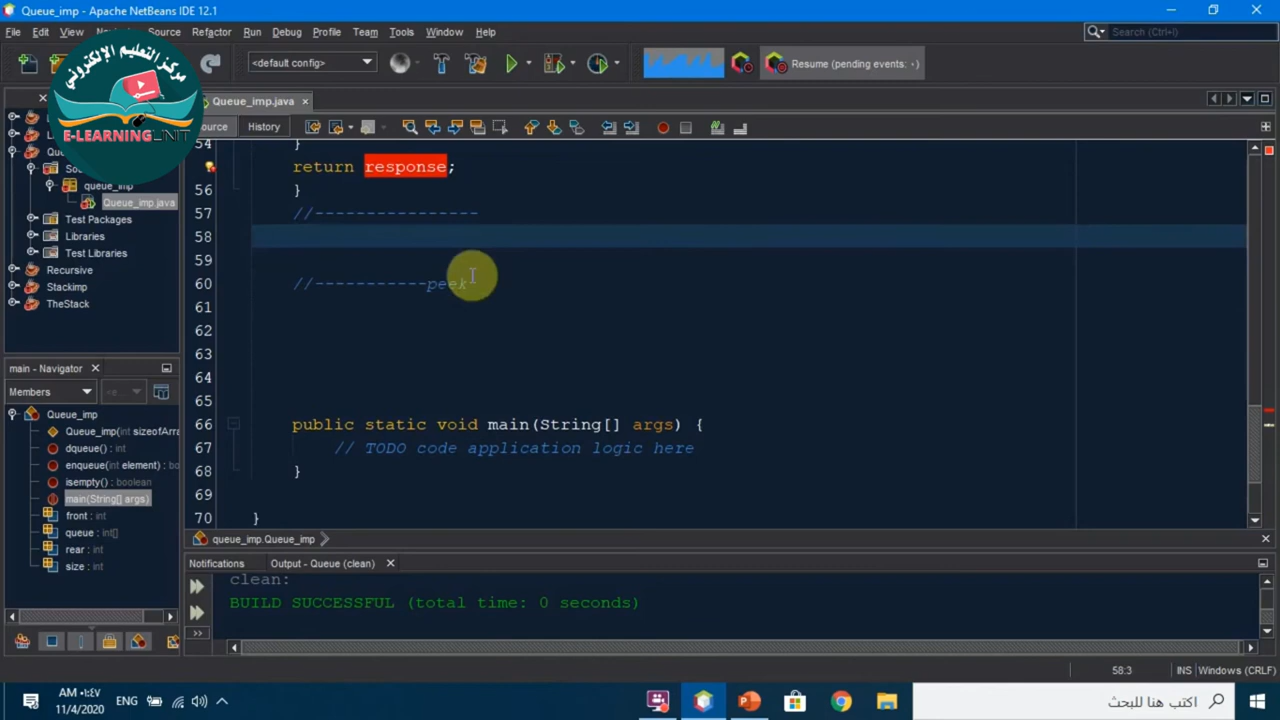 Queue_imp - Apache NetBeans IDE 12.1
File Edit View Source Refactor Run Debug Profile Team Tools Window Help
Search (Ctrl+I)
مركز التعليم الإلكتروني
E-LEARNING UNIT
<default config>
Resume (pending events: -)
Queue_imp.java
Source History
54 }
return response;
56 }
57 //----------------
58
59
60 //-----------peek
61
62
63
64
65
66 public static void main(String[] args) {
67 // TODO code application logic here
68 }
69
70 }
queue_imp
Queue_imp.java
Test Packages
Libraries
Test Libraries
Recursive
Stackimp
TheStack
main - Navigator
Members
Queue_imp
Queue_imp(int sizeofArra
dqueue() : int
enqueue(int element) : bo
isempty() : boolean
main(String[] args)
front : int
queue : int[]
rear : int
size : int
queue_imp.Queue_imp
Notifications Output - Queue (clean)
clean:
BUILD SUCCESSFUL (total time: 0 seconds)
58:3 INS Windows (CRLF)
AM ٠١:٤٧
11/4/2020
ENG
اكتب هنا للبحث